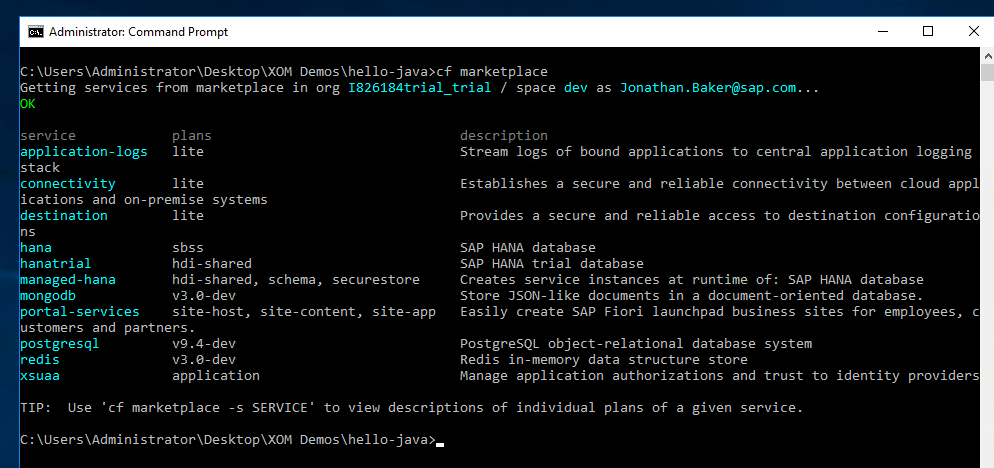 Administrator: Command Prompt
C:\Users\Administrator\Desktop\XOM Demos\hello-java>cf marketplace
Getting services from marketplace in org I826184trial_trial / space dev as Jonathan.Baker@sap.com...
OK
service plans description
application-logs lite Stream logs of bound applications to central application logging
stack
connectivity lite Establishes a secure and reliable connectivity between cloud appl
ications and on-premise systems
destination lite Provides a secure and reliable access to destination configuratio
ns
hana sbss SAP HANA database
hanatrial hdi-shared SAP HANA trial database
managed-hana hdi-shared, schema, securestore Creates service instances at runtime of: SAP HANA database
mongodb v3.0-dev Store JSON-like documents in a document-oriented database.
portal-services site-host, site-content, site-app Easily create SAP Fiori launchpad business sites for employees, c
ustomers and partners.
postgresql v9.4-dev PostgreSQL object-relational database system
redis v3.0-dev Redis in-memory data structure store
xsuaa application Manage application authorizations and trust to identity providers
TIP: Use 'cf marketplace -s SERVICE' to view descriptions of individual plans of a given service.
C:\Users\Administrator\Desktop\XOM Demos\hello-java>